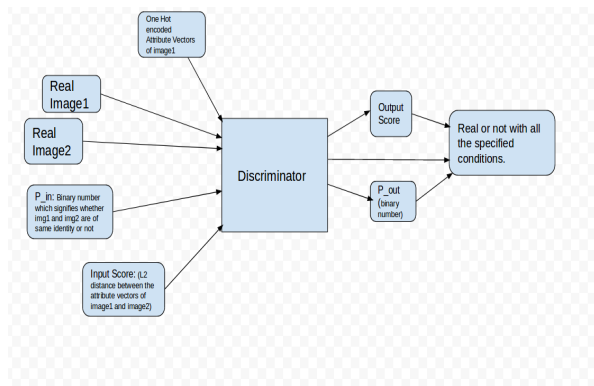 One Hot
encoded
Attribute Vectors
of image1
Real
Image1
Real
Image2
P_in: Binary number
which signifies whether
img1 and img2 are of
same identity or not
Input Score: (L2
distance between the
attribute vectors of
image1 and image2)
Discriminator
Output
Score
P_out
(binary
number)
Real or not with all
the specified
conditions.